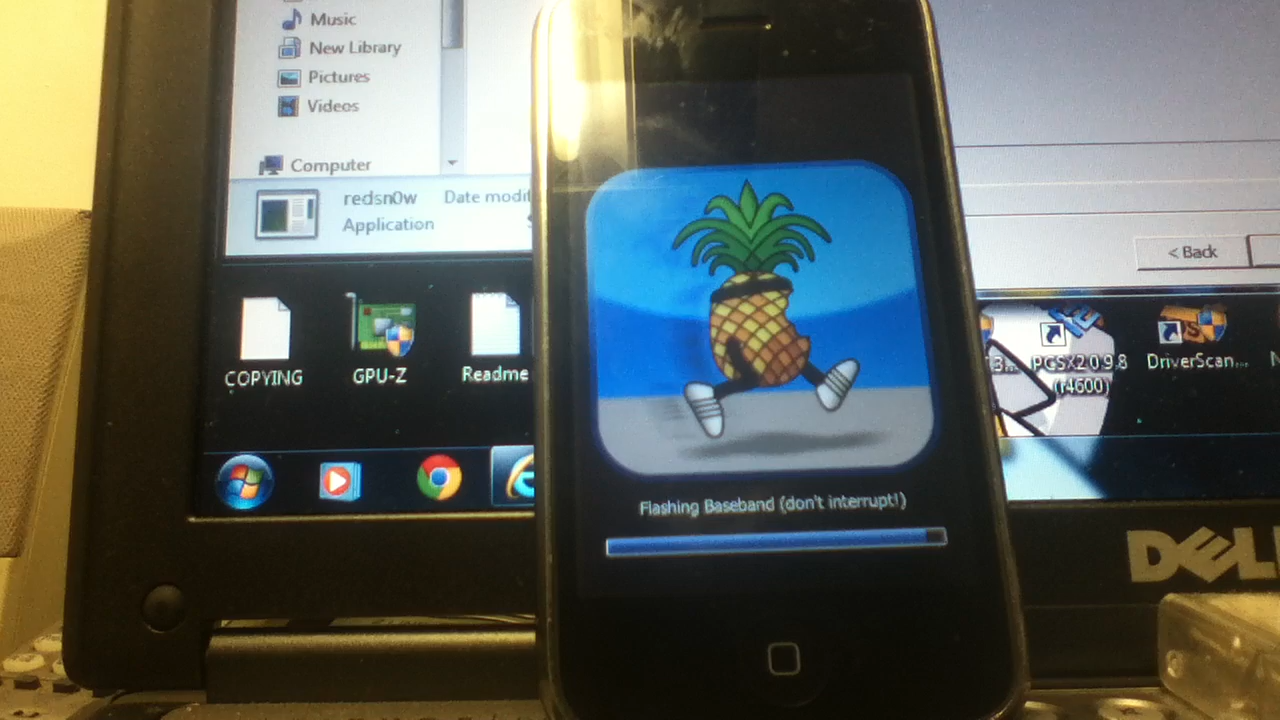 Music
New Library
Pictures
Videos
Computer
redsn0w Date modi
Application
< Back
COPYING
GPU-Z
Readme
PCSX2 0.9.8
(r4600)
DriverScan...
Flashing Baseband (don't interrupt!)
DELL